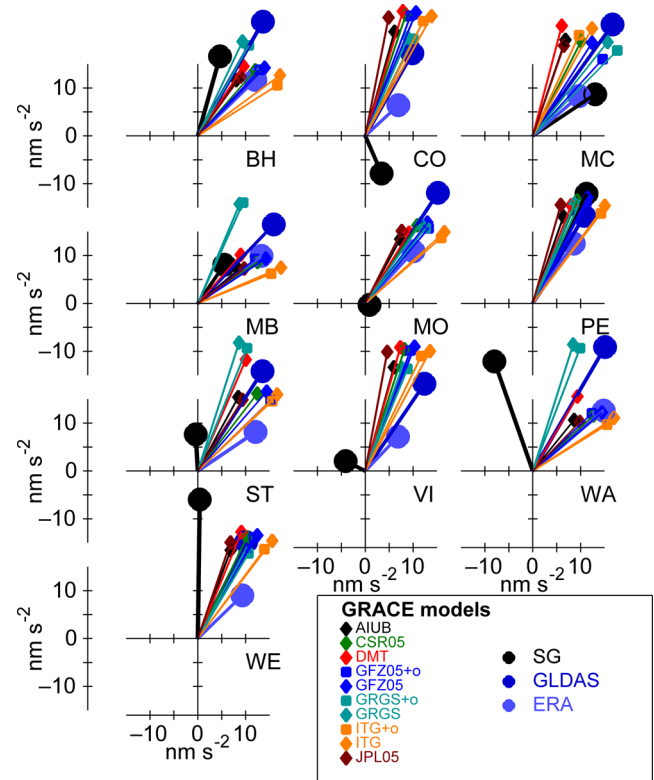 10
0
−10
nm s⁻²
BH
CO
MC
10
0
−10
nm s⁻²
MB
MO
PE
10
0
−10
nm s⁻²
ST
VI
WA
−10 0 10
nm s⁻²
−10 0 10
nm s⁻²
10
0
−10
nm s⁻²
WE
−10 0 10
nm s⁻²
GRACE models
AIUB
CSR05
DMT
GFZ05+o
GFZ05
GRGS+o
GRGS
ITG+o
ITG
JPL05
SG
GLDAS
ERA